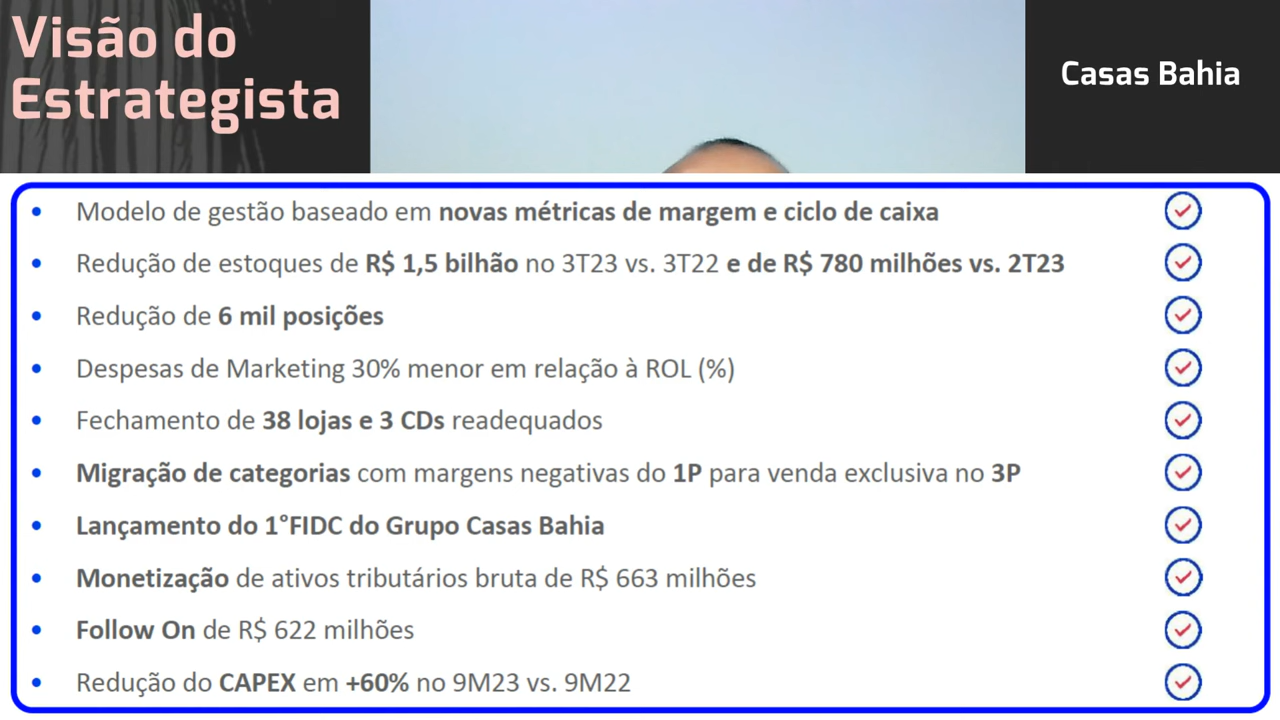 Visão do
Estrategista
Casas Bahia
• Modelo de gestão baseado em novas métricas de margem e ciclo de caixa
• Redução de estoques de R$ 1,5 bilhão no 3T23 vs. 3T22 e de R$ 780 milhões vs. 2T23
• Redução de 6 mil posições
• Despesas de Marketing 30% menor em relação à ROL (%)
• Fechamento de 38 lojas e 3 CDs readequados
• Migração de categorias com margens negativas do 1P para venda exclusiva no 3P
• Lançamento do 1°FIDC do Grupo Casas Bahia
• Monetização de ativos tributários bruta de R$ 663 milhões
• Follow On de R$ 622 milhões
• Redução do CAPEX em +60% no 9M23 vs. 9M22